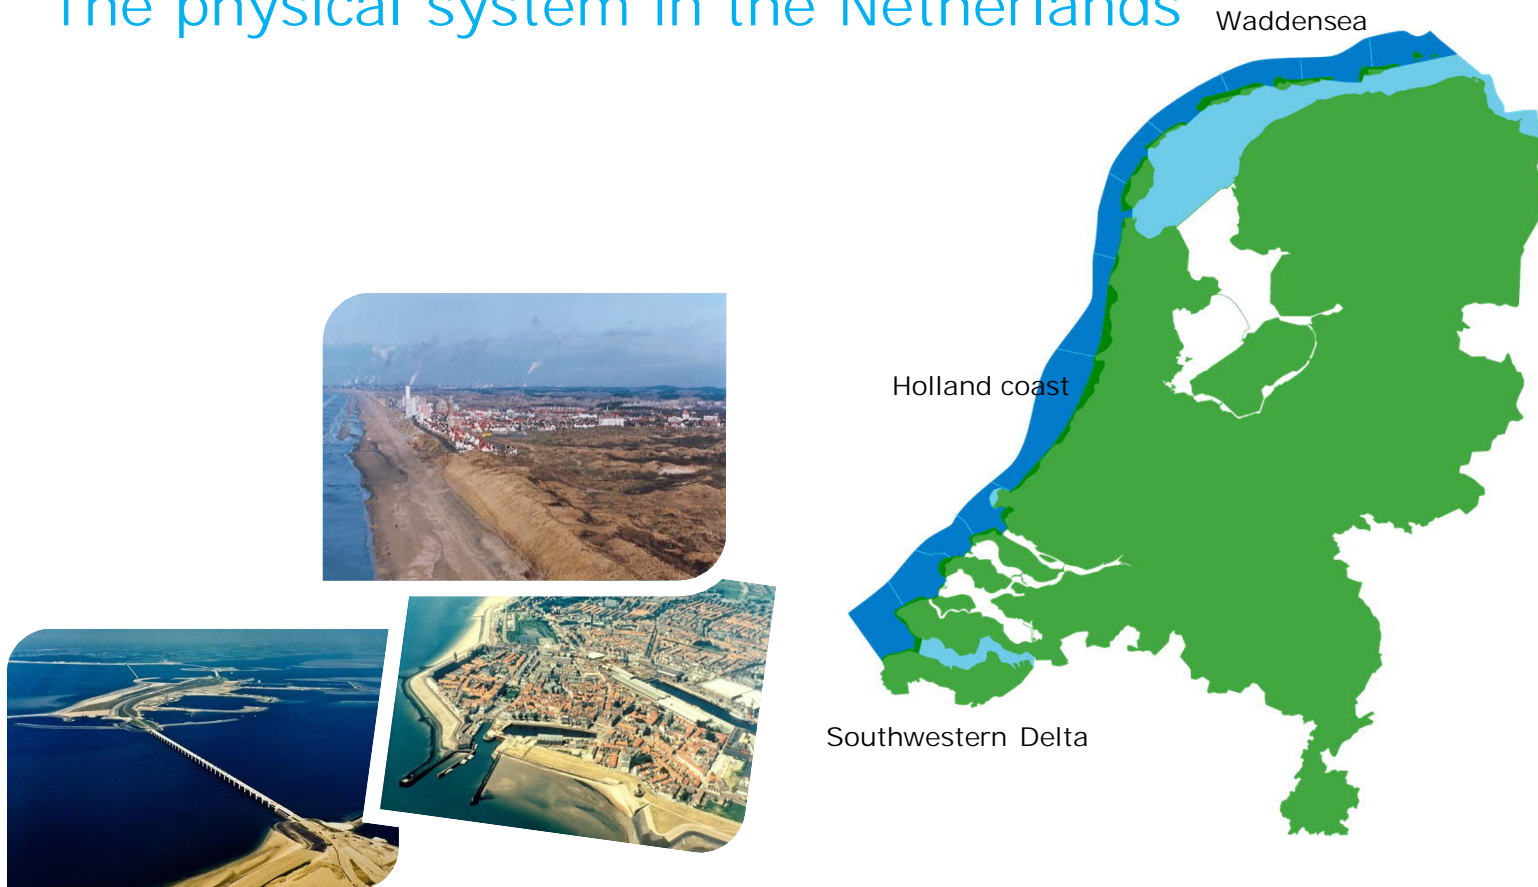 The physical system in the Netherlands
Waddensea
Holland coast
Southwestern Delta